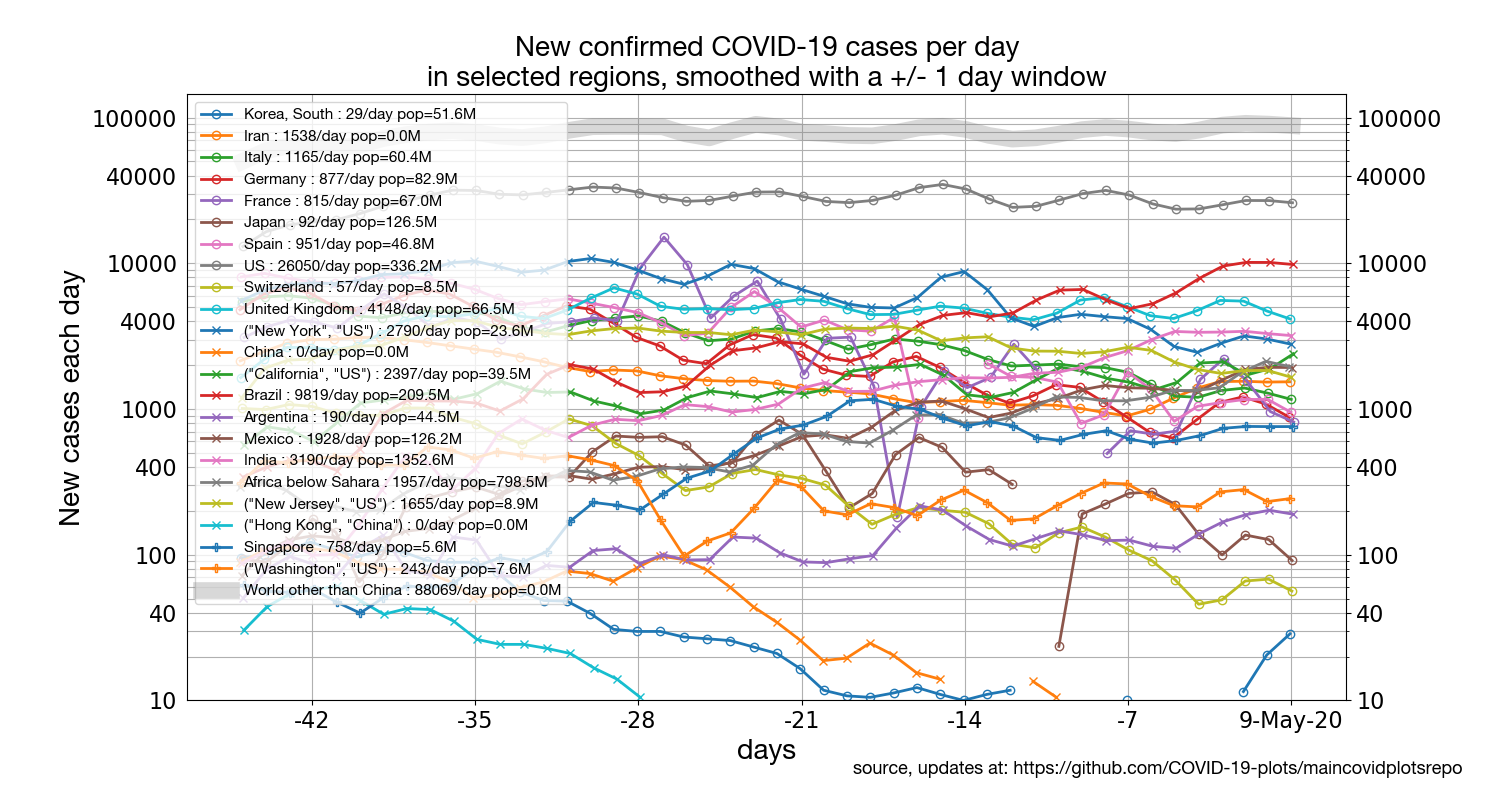 New confirmed COVID-19 cases per day
in selected regions, smoothed with a +/- 1 day window
New cases each day
100000
40000
10000
4000
1000
400
100
40
10
Korea, South : 29/day pop=51.6M
Iran : 1538/day pop=0.0M
Italy : 1165/day pop=60.4M
Germany : 877/day pop=82.9M
France : 815/day pop=67.0M
Japan : 92/day pop=126.5M
Spain : 951/day pop=46.8M
US : 26050/day pop=336.2M
Switzerland : 57/day pop=8.5M
United Kingdom : 4148/day pop=66.5M
("New York", "US") : 2790/day pop=23.6M
China : 0/day pop=0.0M
("California", "US") : 2397/day pop=39.5M
Brazil : 9819/day pop=209.5M
Argentina : 190/day pop=44.5M
Mexico : 1928/day pop=126.2M
India : 3190/day pop=1352.6M
Africa below Sahara : 1957/day pop=798.5M
("New Jersey", "US") : 1655/day pop=8.9M
("Hong Kong", "China") : 0/day pop=0.0M
Singapore : 758/day pop=5.6M
("Washington", "US") : 243/day pop=7.6M
World other than China : 88069/day pop=0.0M
100000
40000
10000
4000
1000
400
100
40
10
-42 -35 -28 -21 -14 -7 9-May-20
days
source, updates at: https://github.com/COVID-19-plots/maincovidplotsrepo